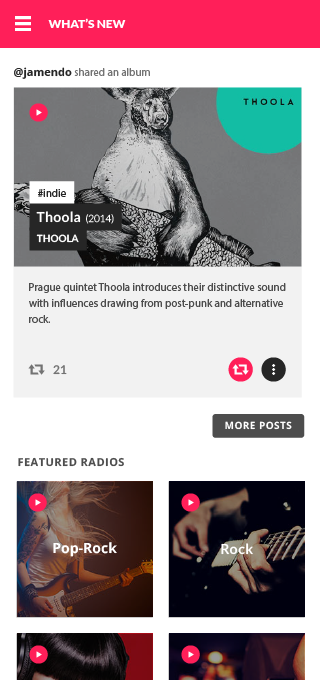 WHAT'S NEW
@jamendo shared an album
THOOLA
#indie
Thoola (2014)
THOOLA
Prague quintet Thoola introduces their distinctive sound
with influences drawing from post-punk and alternative
rock.
21
MORE POSTS
FEATURED RADIOS
Pop-Rock
Rock